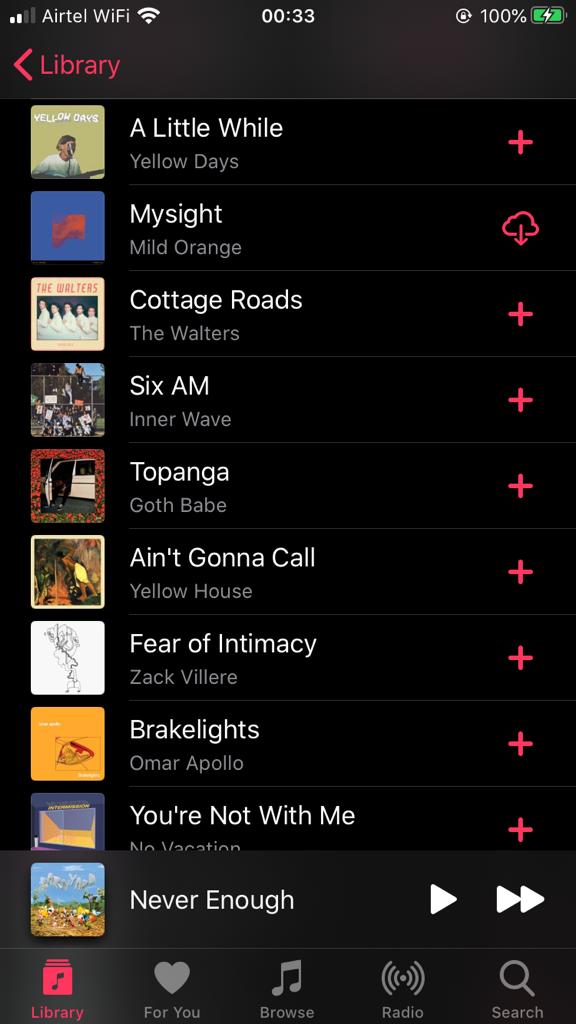 Airtel WiFi 00:33 100%
Library
YELLOW DAYS
A Little While
Yellow Days
Mysight
Mild Orange
THE WALTERS
Cottage Roads
The Walters
Six AM
Inner Wave
Topanga
Goth Babe
Ain't Gonna Call
Yellow House
Fear of Intimacy
Zack Villere
Brakelights
Omar Apollo
Brakelights
INTERMISSION
You're Not With Me
No Vacation
Never Enough
Library For You Browse Radio Search